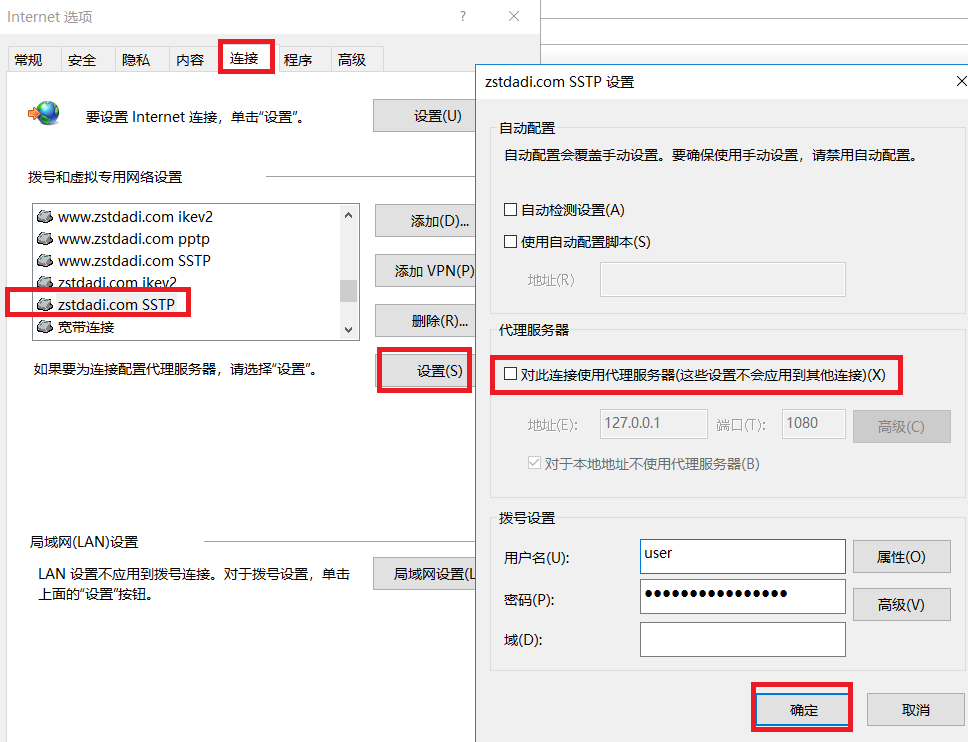 Internet 选项
?
常规
安全
隐私
内容
连接
程序
高级
要设置 Internet 连接，单击“设置”。
设置(U)
拨号和虚拟专用网络设置
www.zstdadi.com ikev2
www.zstdadi.com pptp
www.zstdadi.com SSTP
zstdadi.com ikev2
zstdadi.com SSTP
宽带连接
添加(D)...
添加 VPN(P)
删除(R)...
如果要为连接配置代理服务器，请选择“设置”。
设置(S)
局域网(LAN)设置
LAN 设置不应用到拨号连接。对于拨号设置，单击
上面的“设置”按钮。
局域网设置(L
zstdadi.com SSTP 设置
自动配置
自动配置会覆盖手动设置。要确保使用手动设置，请禁用自动配置。
自动检测设置(A)
使用自动配置脚本(S)
地址(R)
代理服务器
对此连接使用代理服务器(这些设置不会应用到其他连接)(X)
地址(E):
127.0.0.1
端口(T):
1080
高级(C)
对于本地地址不使用代理服务器(B)
拨号设置
用户名(U):
user
属性(O)
密码(P):
••••••••••••••••
高级(V)
域(D):
确定
取消